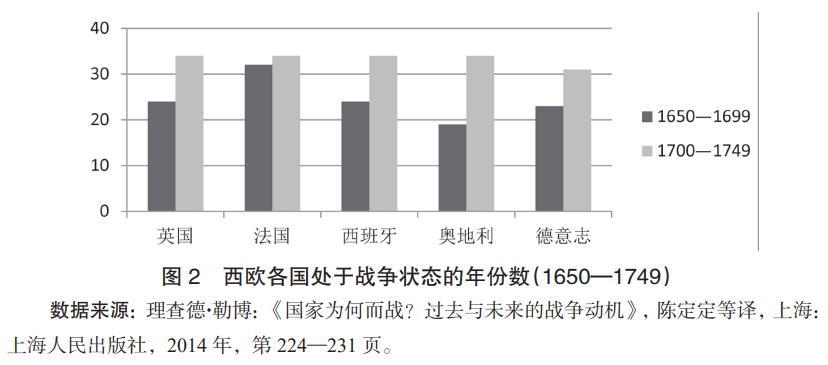 40
30
20
10
0
英国 法国 西班牙 奥地利 德意志
1650—1699
1700—1749
图 2 西欧各国处于战争状态的年份数(1650—1749)
数据来源：理查德·勒博：《国家为何而战？过去与未来的战争动机》，陈定定等译，上海：
上海人民出版社，2014 年，第 224—231 页。